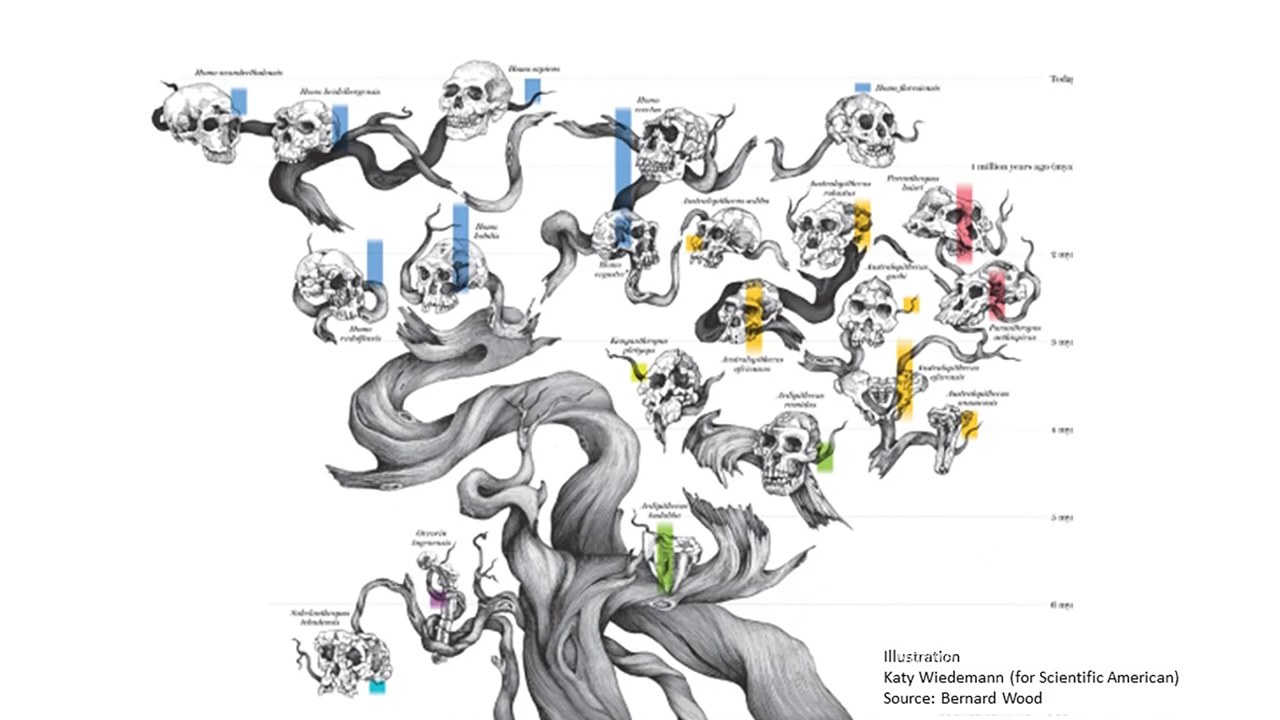 Today
Homo neanderthalensis
Homo heidelbergensis
Homo sapiens
Homo
erectus
Homo floresiensis
1 million years ago (mya
Australopithecus
robustus
Paranthropus
boisei
Australopithecus sediba
Homo
habilis
2 mya
Homo
ergaster
Australopithecus
garhi
Homo
rudolfensis
Paranthropus
aethiopicus
3 mya
Kenyanthropus
platyops
Australopithecus
africanus
Australopithecus
afarensis
Ardipithecus
ramidus
Australopithecus
anamensis
4 mya
Ardipithecus
kadabba
5 mya
Orrorin
tugenensis
6 mya
Sahelanthropus
tchadensis
Illustration
Katy Wiedemann (for Scientific American)
Source: Bernard Wood